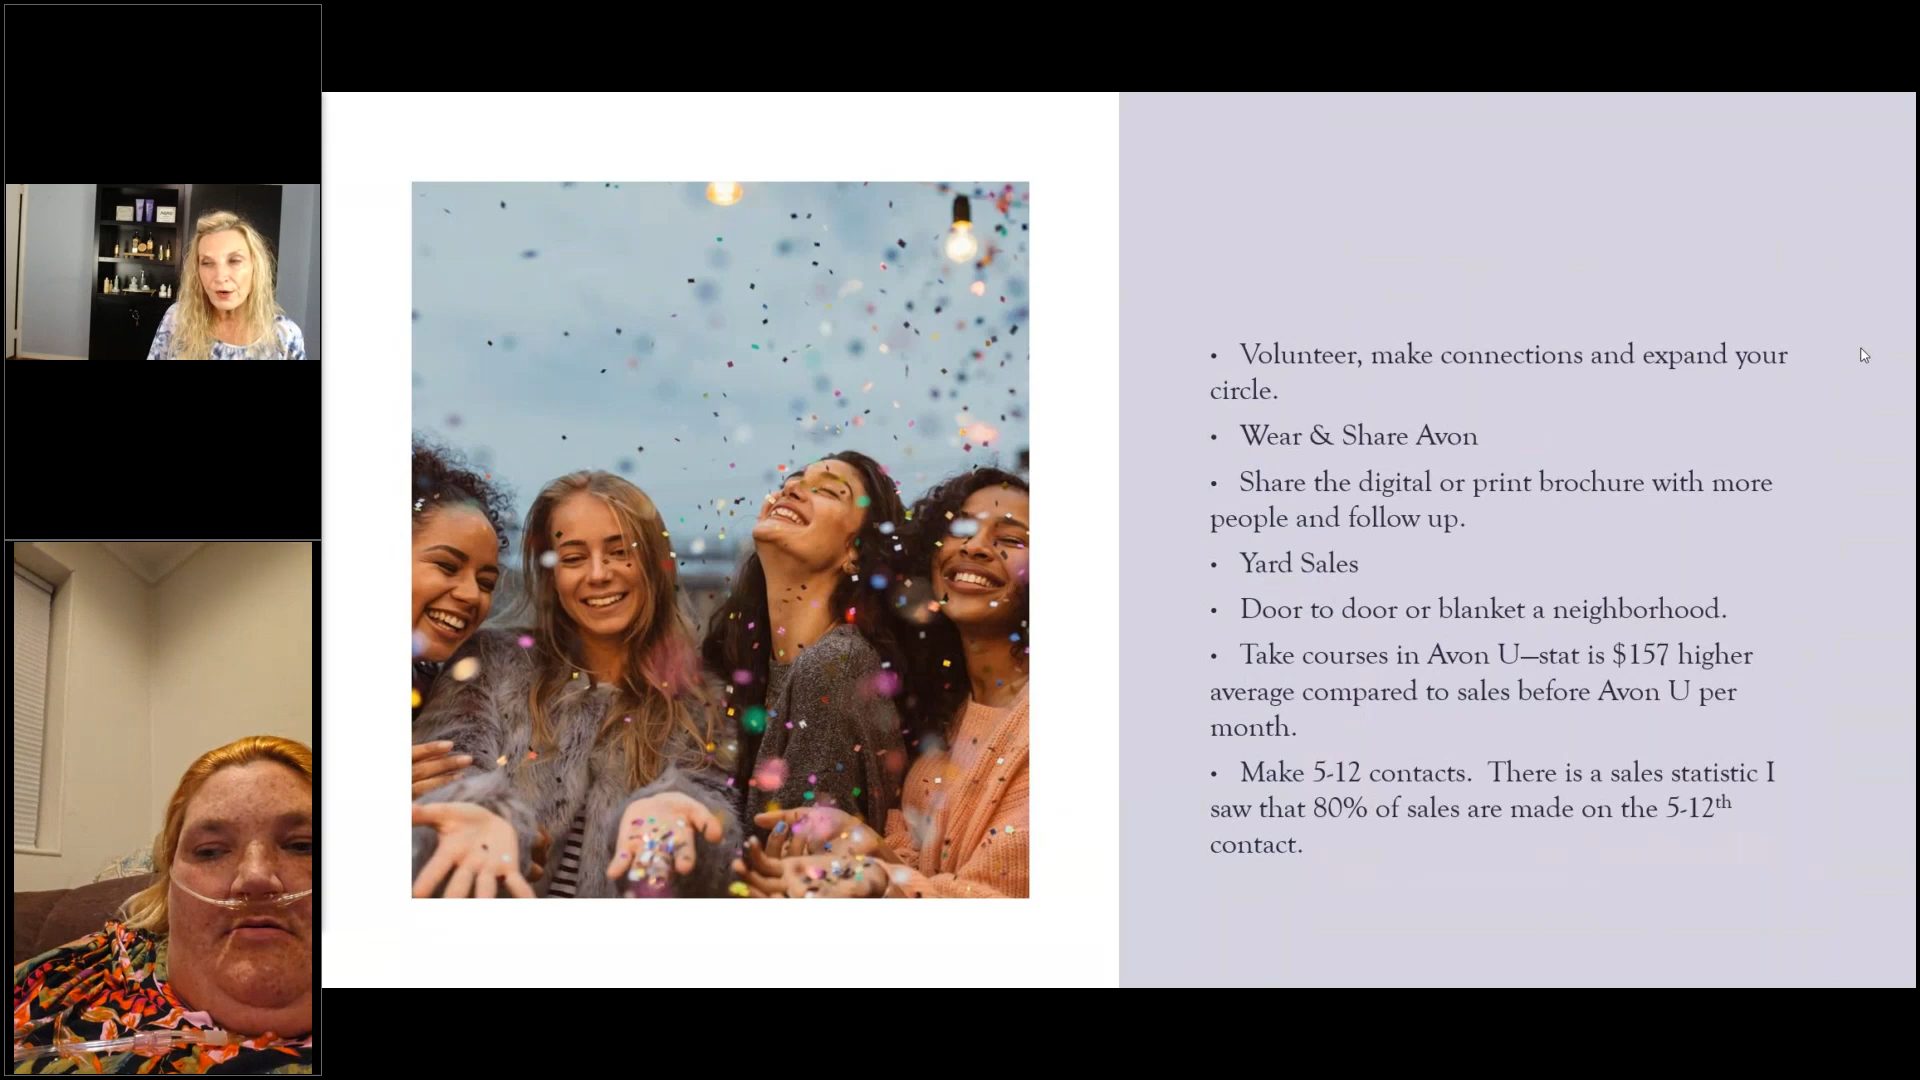 • Volunteer, make connections and expand your
circle.
• Wear & Share Avon
• Share the digital or print brochure with more
people and follow up.
• Yard Sales
• Door to door or blanket a neighborhood.
• Take courses in Avon U—stat is $157 higher
average compared to sales before Avon U per
month.
• Make 5-12 contacts.  There is a sales statistic I
saw that 80% of sales are made on the 5-12th
contact.